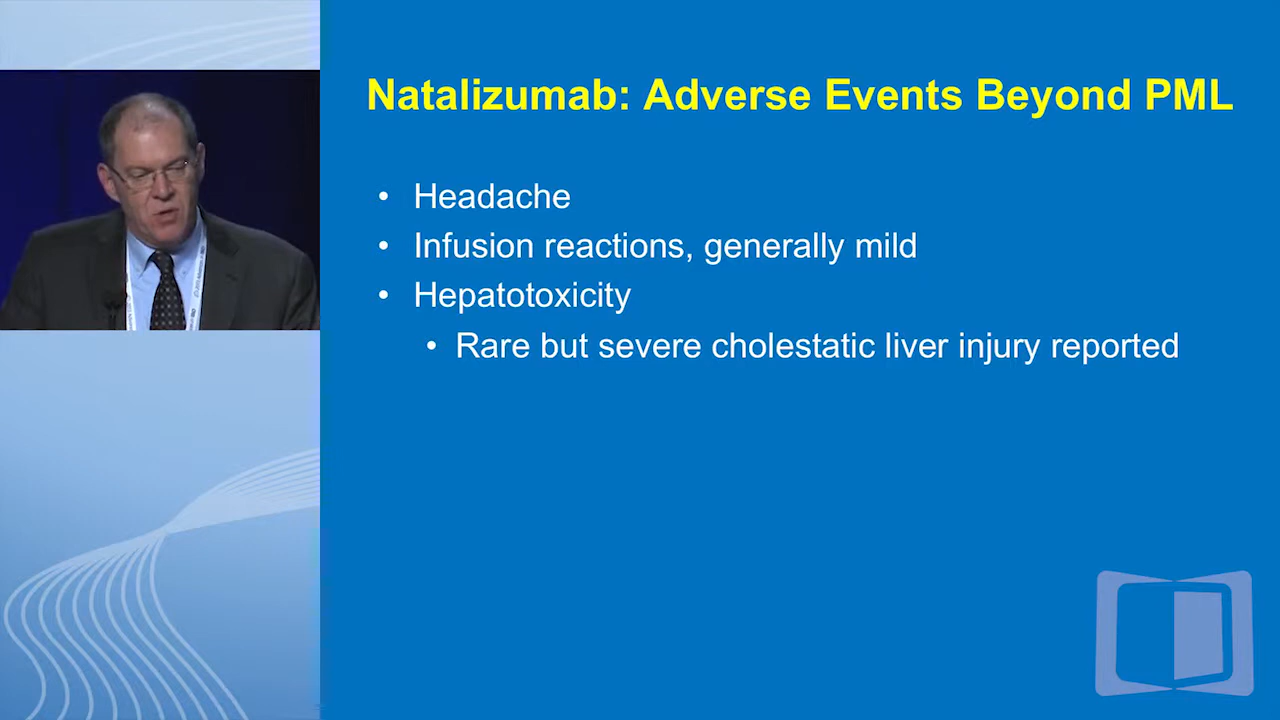 Natalizumab: Adverse Events Beyond PML
• Headache
• Infusion reactions, generally mild
• Hepatotoxicity
• Rare but severe cholestatic liver injury reported